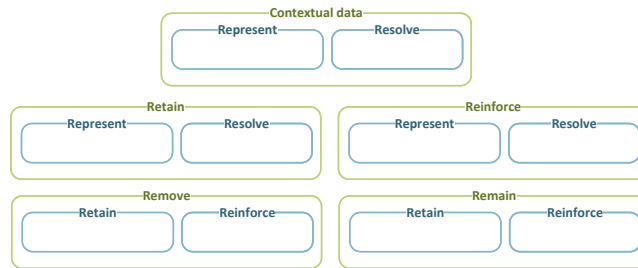 Contextual data
Represent Resolve
Retain Reinforce
Represent Resolve Represent Resolve
Remove Remain
Retain Reinforce Retain Reinforce